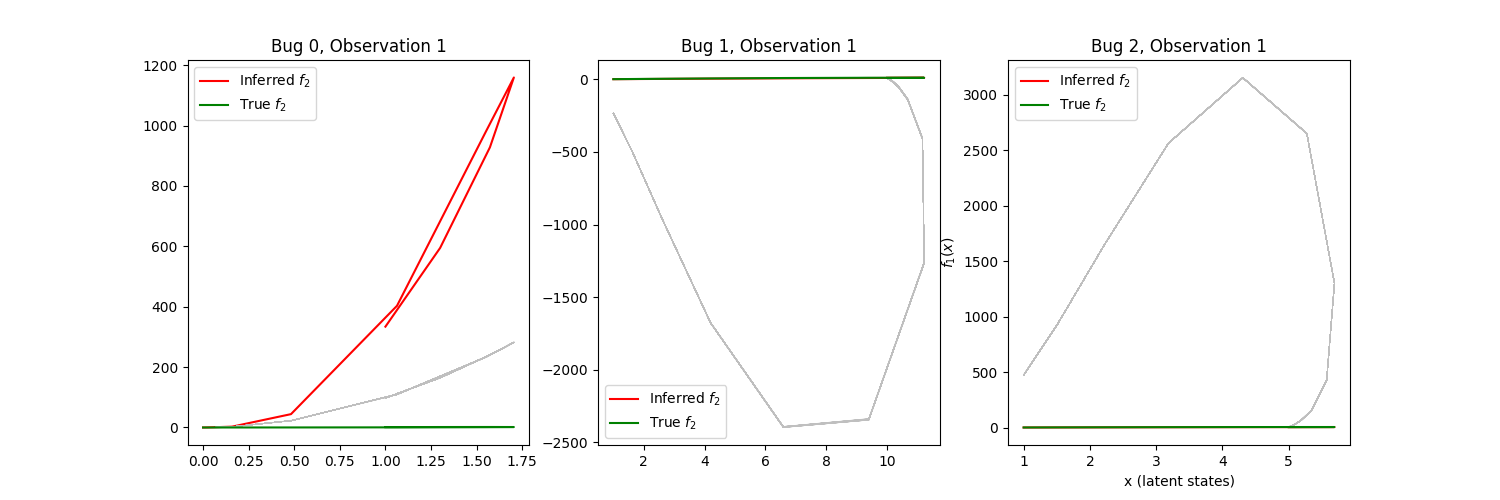 Bug 0, Observation 1
Inferred f₂
True f₂
1200
1000
800
600
400
200
0
0.00 0.25 0.50 0.75 1.00 1.25 1.50 1.75
Bug 1, Observation 1
0
−500
−1000
−1500
−2000
−2500
Inferred f₂
True f₂
2 4 6 8 10
Bug 2, Observation 1
Inferred f₂
True f₂
f₁(x)
3000
2500
2000
1500
1000
500
0
1 2 3 4 5
x (latent states)